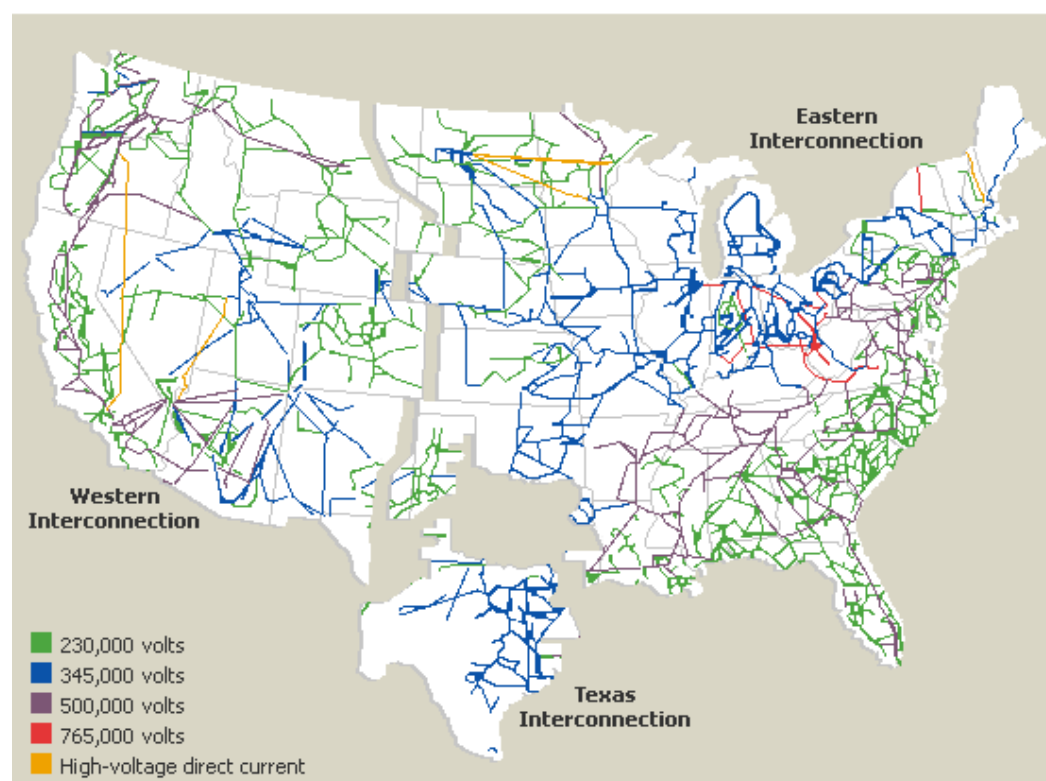 Eastern
Interconnection
Western
Interconnection
Texas
Interconnection
230,000 volts
345,000 volts
500,000 volts
765,000 volts
High-voltage direct current